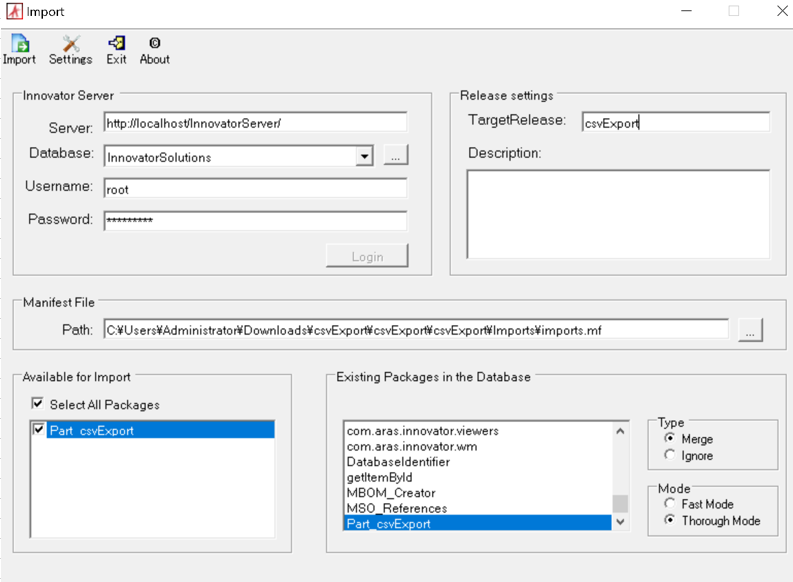 Import
Import Settings Exit About
Innovator Server
Server: http://localhost/InnovatorServer/
Database: InnovatorSolutions ...
Username: root
Password: *********
Login
Release settings
TargetRelease: csvExport
Description:
Manifest File
Path: C:¥Users¥Administrator¥Downloads¥csvExport¥csvExport¥csvExport¥Imports¥imports.mf ...
Available for Import
Select All Packages
Part_csvExport
Existing Packages in the Database
com.aras.innovator.viewers
com.aras.innovator.wm
DatabaseIdentifier
getItemById
MBOM_Creator
MSO_References
Part_csvExport
Type
Merge
Ignore
Mode
Fast Mode
Thorough Mode